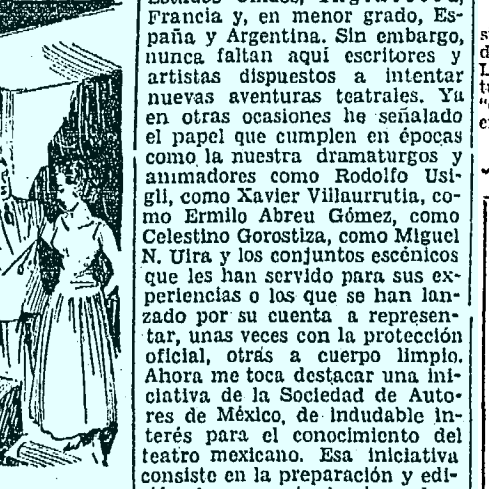 Francia y, en menor grado, Es-
paña y Argentina. Sin embargo,
nunca faltan aquí escritores y
artistas dispuestos a intentar
nuevas aventuras teatrales. Ya
en otras ocasiones he señalado
el papel que cumplen en épocas
como la nuestra dramaturgos y
animadores como Rodolfo Usi-
gli, como Xavier Villaurrutia, co-
mo Ermilo Abreu Gómez, como
Celestino Gorostiza, como Miguel
N. Uira y los conjuntos escénicos
que les han servido para sus ex-
periencias o los que se han lan-
zado por su cuenta a represen-
tar, unas veces con la protección
oficial, otras a cuerpo limpio.
Ahora me toca destacar una ini-
ciativa de la Sociedad de Auto-
res de México, de indudable in-
terés para el conocimiento del
teatro mexicano. Esa iniciativa
consiste en la preparación y edi-